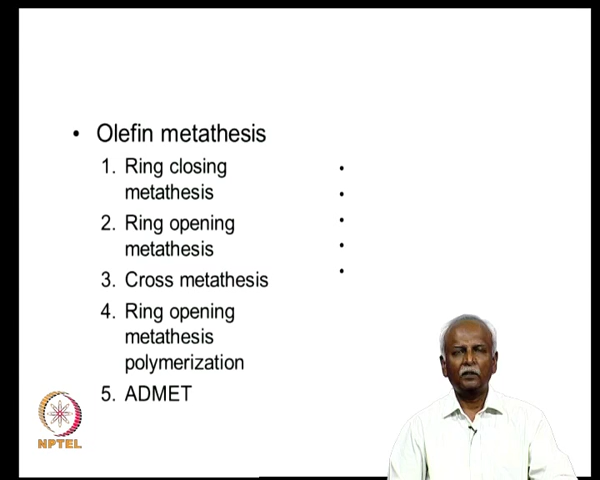 • Olefin metathesis
1. Ring closing
metathesis
2. Ring opening
metathesis
3. Cross metathesis
4. Ring opening
metathesis
polymerization
5. ADMET
NPTEL